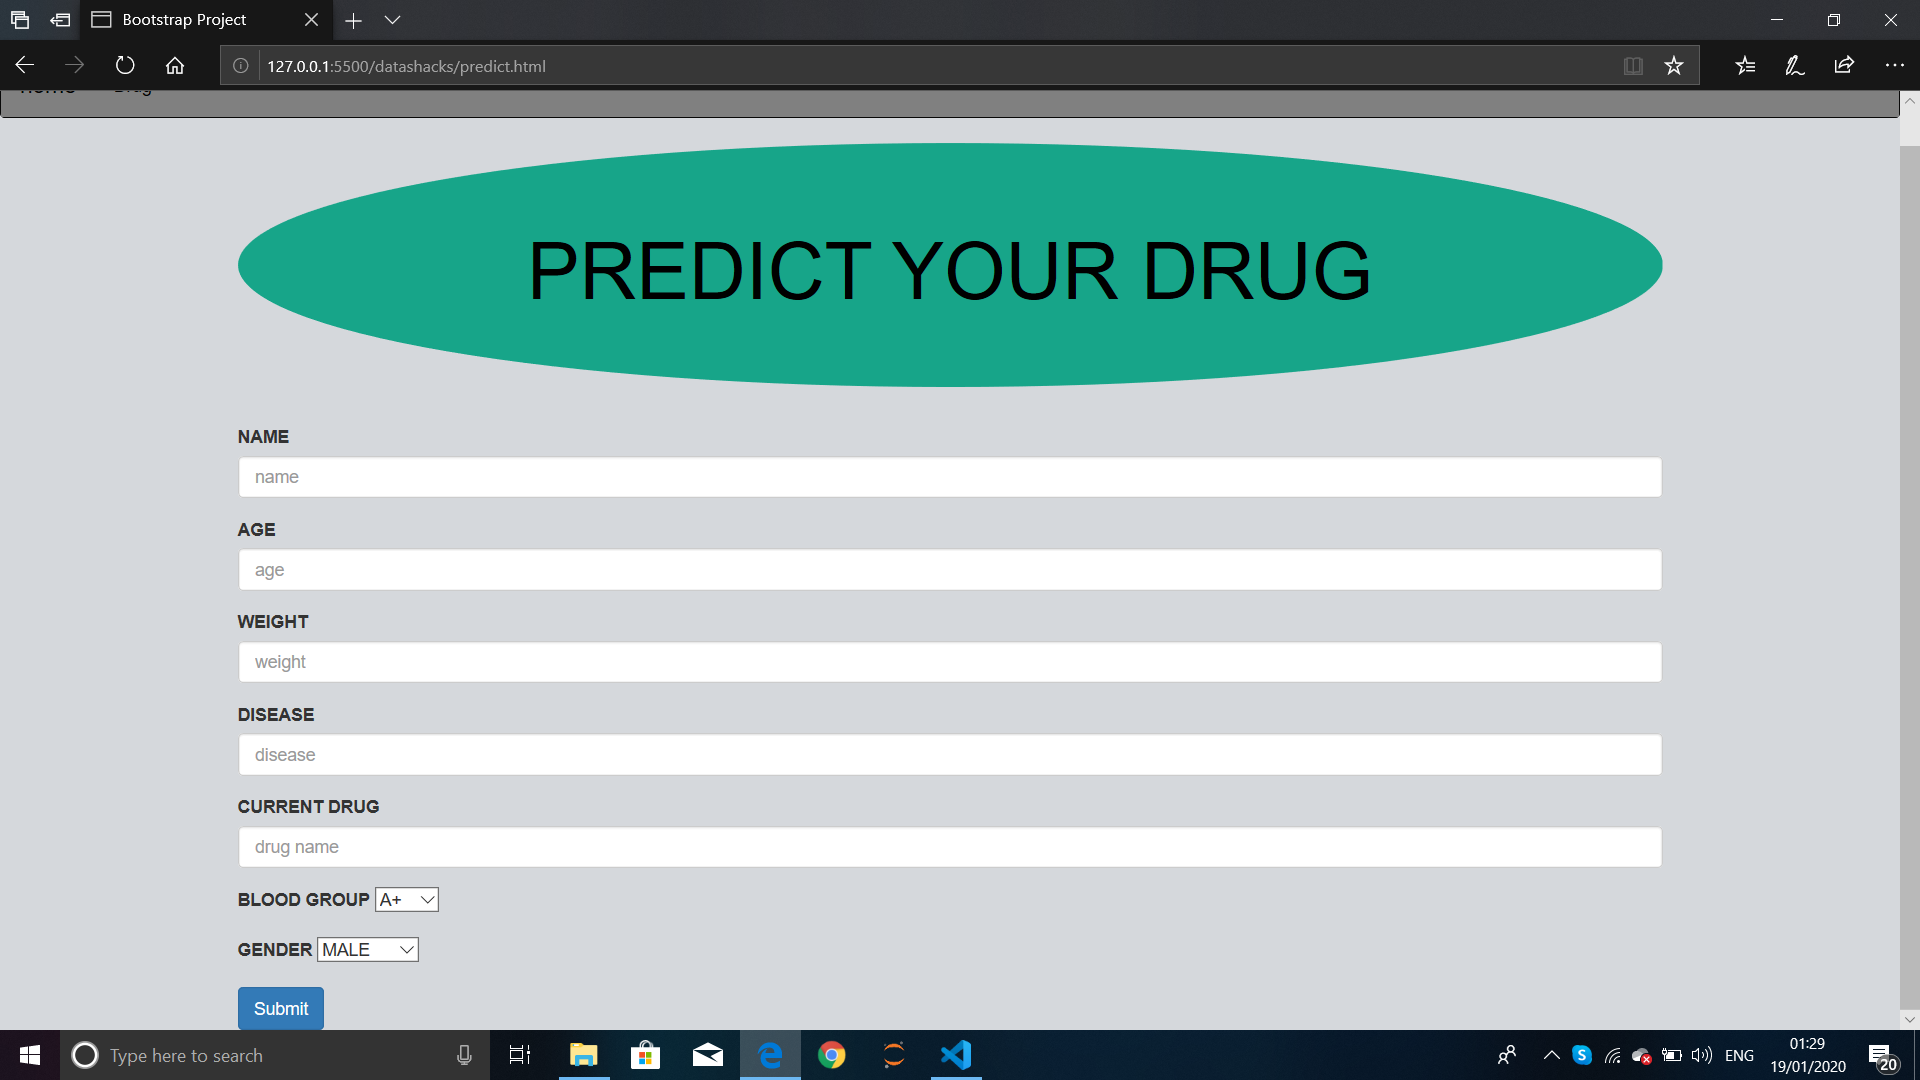 Bootstrap Project
127.0.0.1:5500/datashacks/predict.html
PREDICT YOUR DRUG
NAME
name
AGE
age
WEIGHT
weight
DISEASE
disease
CURRENT DRUG
drug name
BLOOD GROUP A+
GENDER MALE
Submit
Type here to search
ENG
01:29
19/01/2020
20